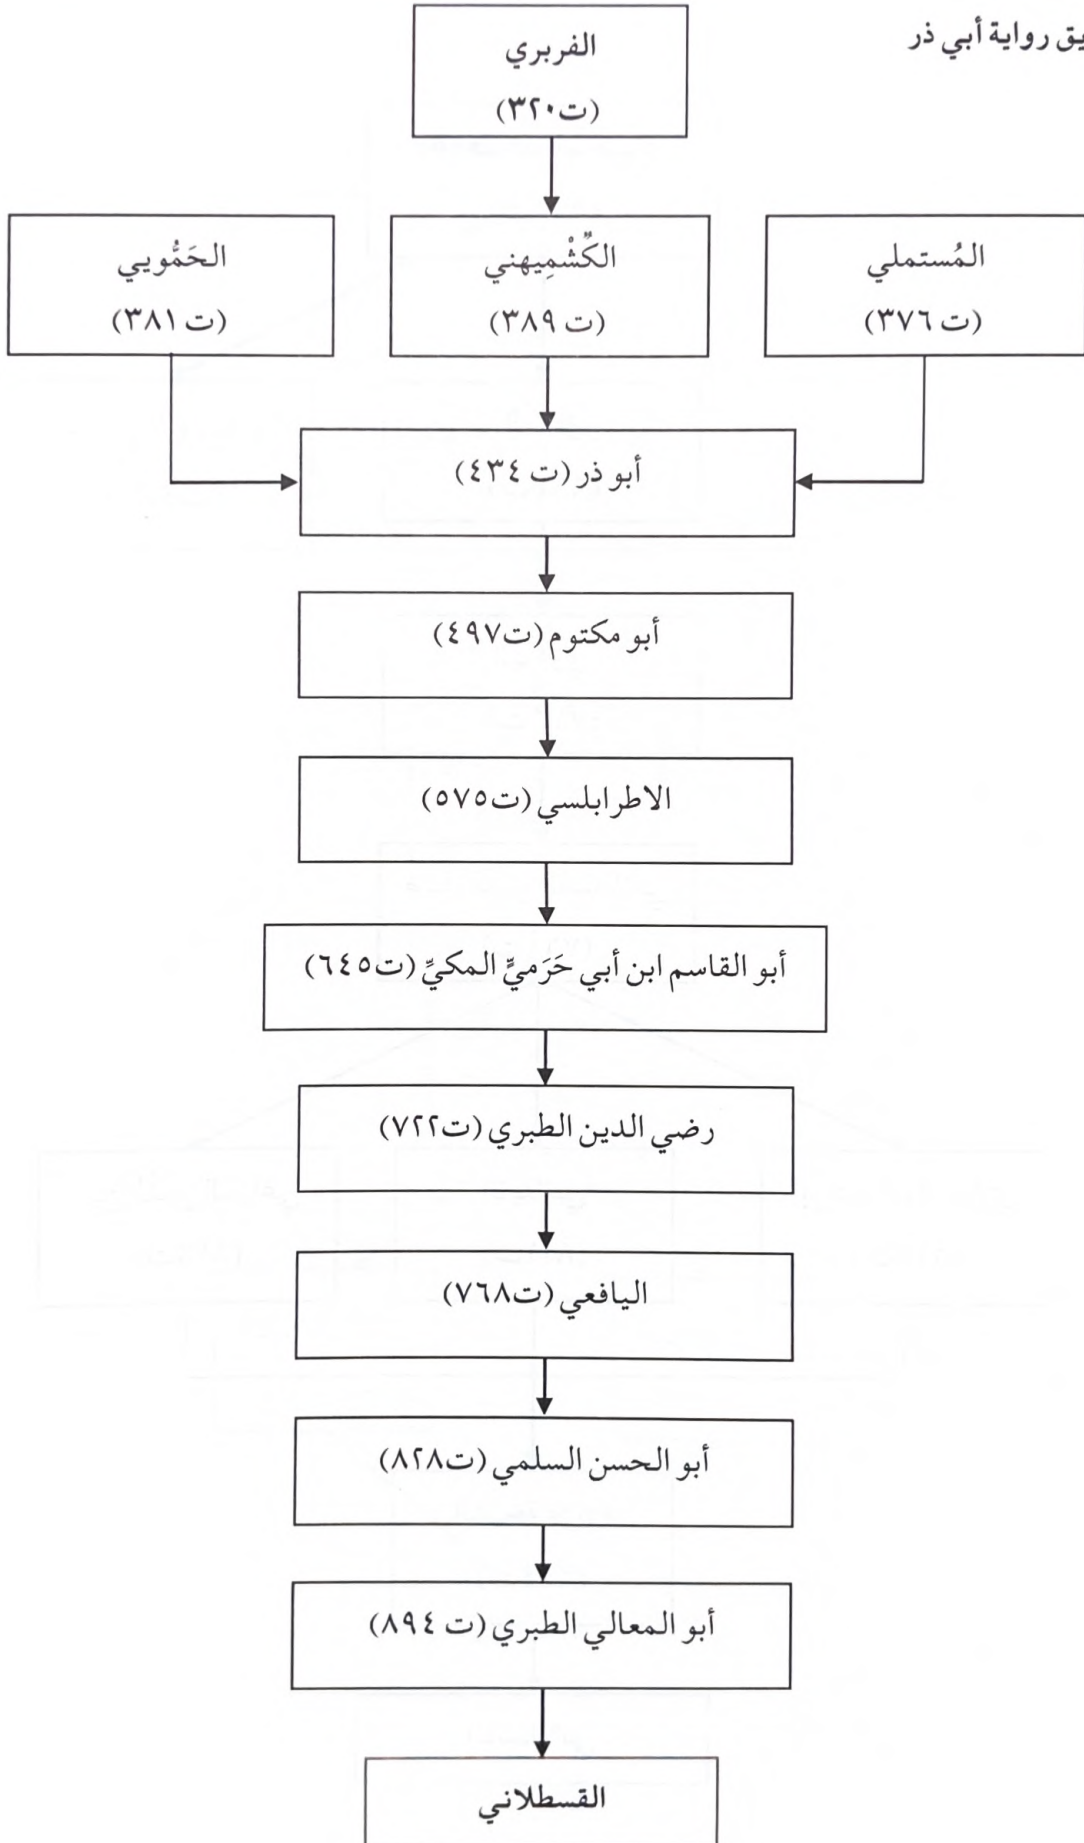 يق رواية أبي ذر
الفربري
(ت٣٢٠)
المُستملي
(ت ٣٧٦)
الكُشْمِيهني
(ت ٣٨٩)
الحَمُّويي
(ت ٣٨١)
أبو ذر (ت ٤٣٤)
أبو مكتوم (ت٤٩٧)
الاطرابلسي (ت٥٧٥)
أبو القاسم ابن أبي حَرَميٍّ المكيِّ (ت٦٤٥)
رضي الدين الطبري (ت٧٢٢)
اليافعي (ت٧٦٨)
أبو الحسن السلمي (ت٨٢٨)
أبو المعالي الطبري (ت ٨٩٤)
القسطلاني